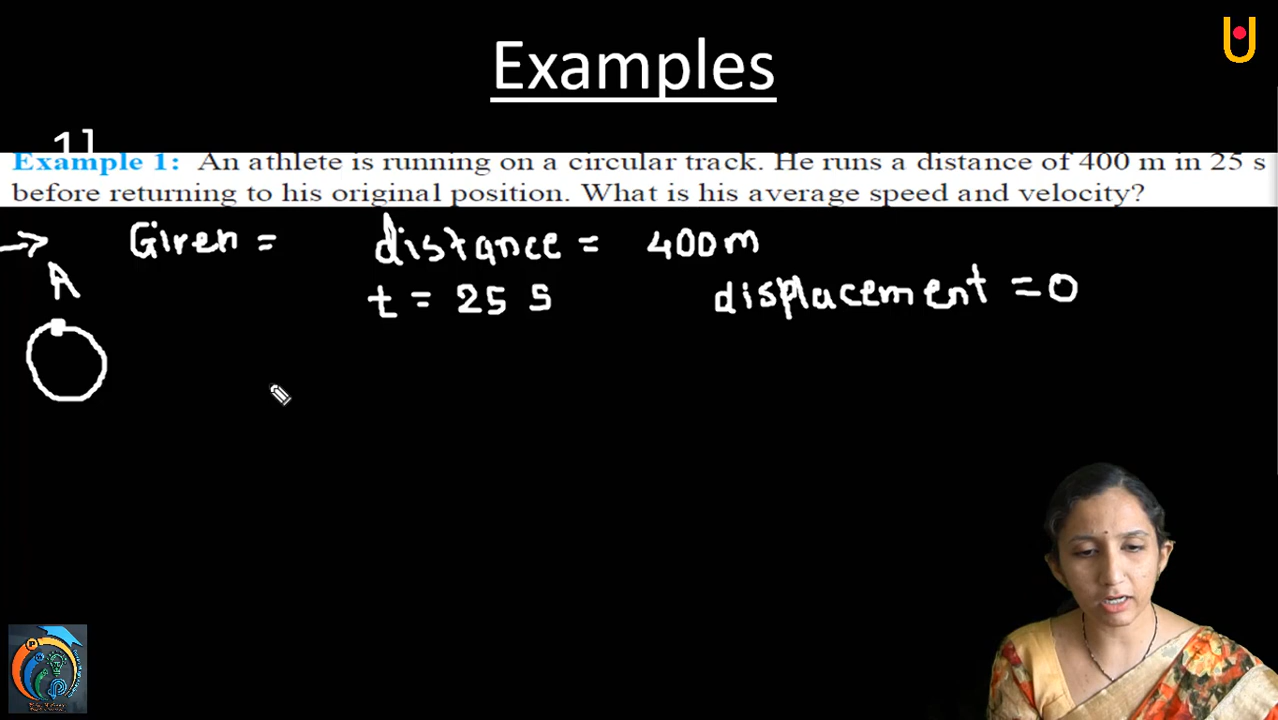 Examples
1]
Example 1: An athlete is running on a circular track. He runs a distance of 400 m in 25 s
before returning to his original position. What is his average speed and velocity?
→ Given = distance = 400m
A
t = 25 s displacement = 0